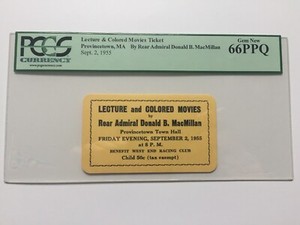 PCGS
CURRENCY
Lecture & Colored Movies Ticket
Provincetown, MA By Rear Admiral Donald B. MacMillan
Sept. 2, 1955
Gem New
66PPQ
LECTURE and COLORED MOVIES
by
Rear Admiral Donald B. MacMillan
Provincetown Town Hall
FRIDAY EVENING, SEPTEMBER 2, 1955
at 8 P. M.
BENEFIT WEST END RACING CLUB
Child 50c (tax exempt)